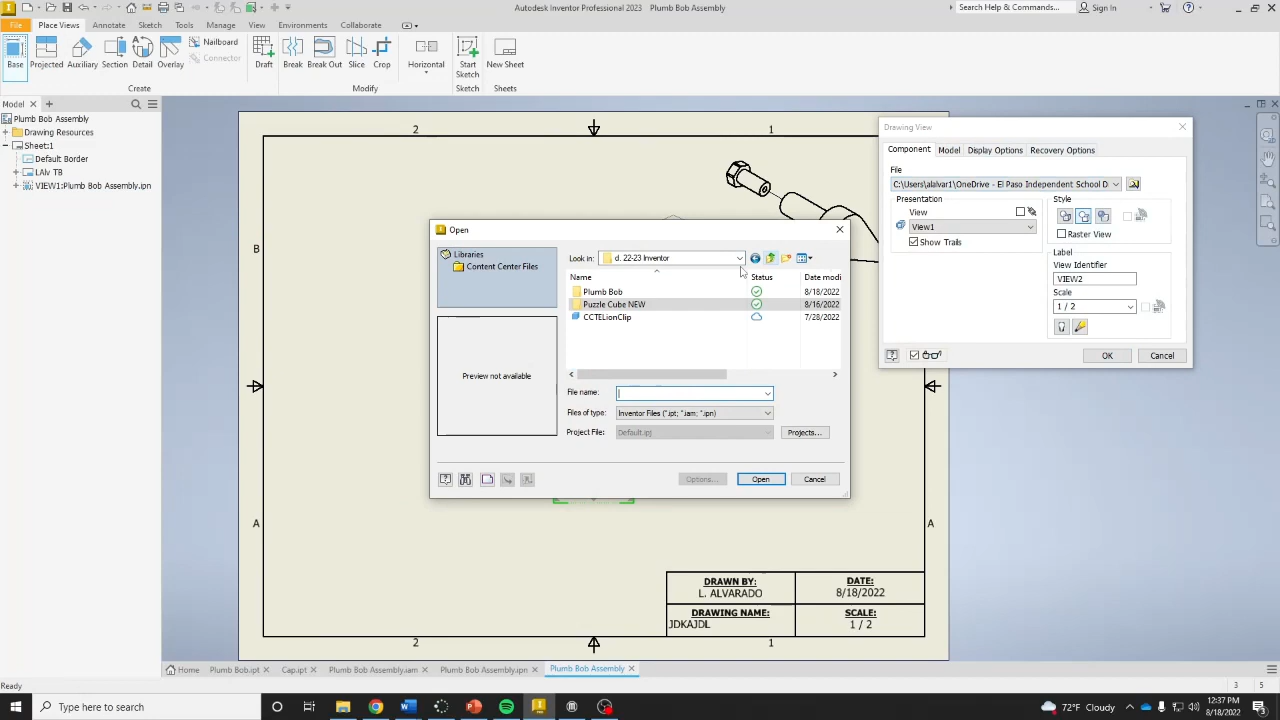 Autodesk Inventor Professional 2023   Plumb Bob Assembly
Search Help & Commands...
Sign In
File
Place Views
Annotate
Sketch
Tools
Manage
View
Environments
Collaborate
Base
Projected
Auxiliary
Section
Detail
Overlay
Nailboard
Connector
Draft
Break
Break Out
Slice
Crop
Horizontal
Start
Sketch
New Sheet
Create
Modify
Sketch
Sheets
Model
Plumb Bob Assembly
Drawing Resources
Sheet:1
Default Border
LAlv TB
VIEW1:Plumb Bob Assembly.ipn
2
1
B
A
A
2
1
Drawing View
Component
Model
Display Options
Recovery Options
File
C:\Users\alalvar1\OneDrive - El Paso Independent School D
Presentation
View
View1
Show Trails
Style
Raster View
Label
View Identifier
VIEW2
Scale
1 / 2
OK
Cancel
Open
Libraries
Content Center Files
Preview not available
Look in:
d. 22-23 Inventor
Name
Status
Date modi
Plumb Bob
8/18/2022
Puzzle Cube NEW
8/16/2022
CCTELionClip
7/28/2022
File name:
Files of type:
Inventor Files (*.ipt; *.iam; *.ipn)
Project File:
Default.ipj
Projects...
Options...
Open
Cancel
DRAWN BY:
L. ALVARADO
DATE:
8/18/2022
DRAWING NAME:
JDKAJDL
SCALE:
1 / 2
Home
Plumb Bob.ipt
Cap.ipt
Plumb Bob Assembly.iam
Plumb Bob Assembly.ipn
Plumb Bob Assembly
Ready
3
5
Type here to search
72°F Cloudy
12:37 PM
8/18/2022